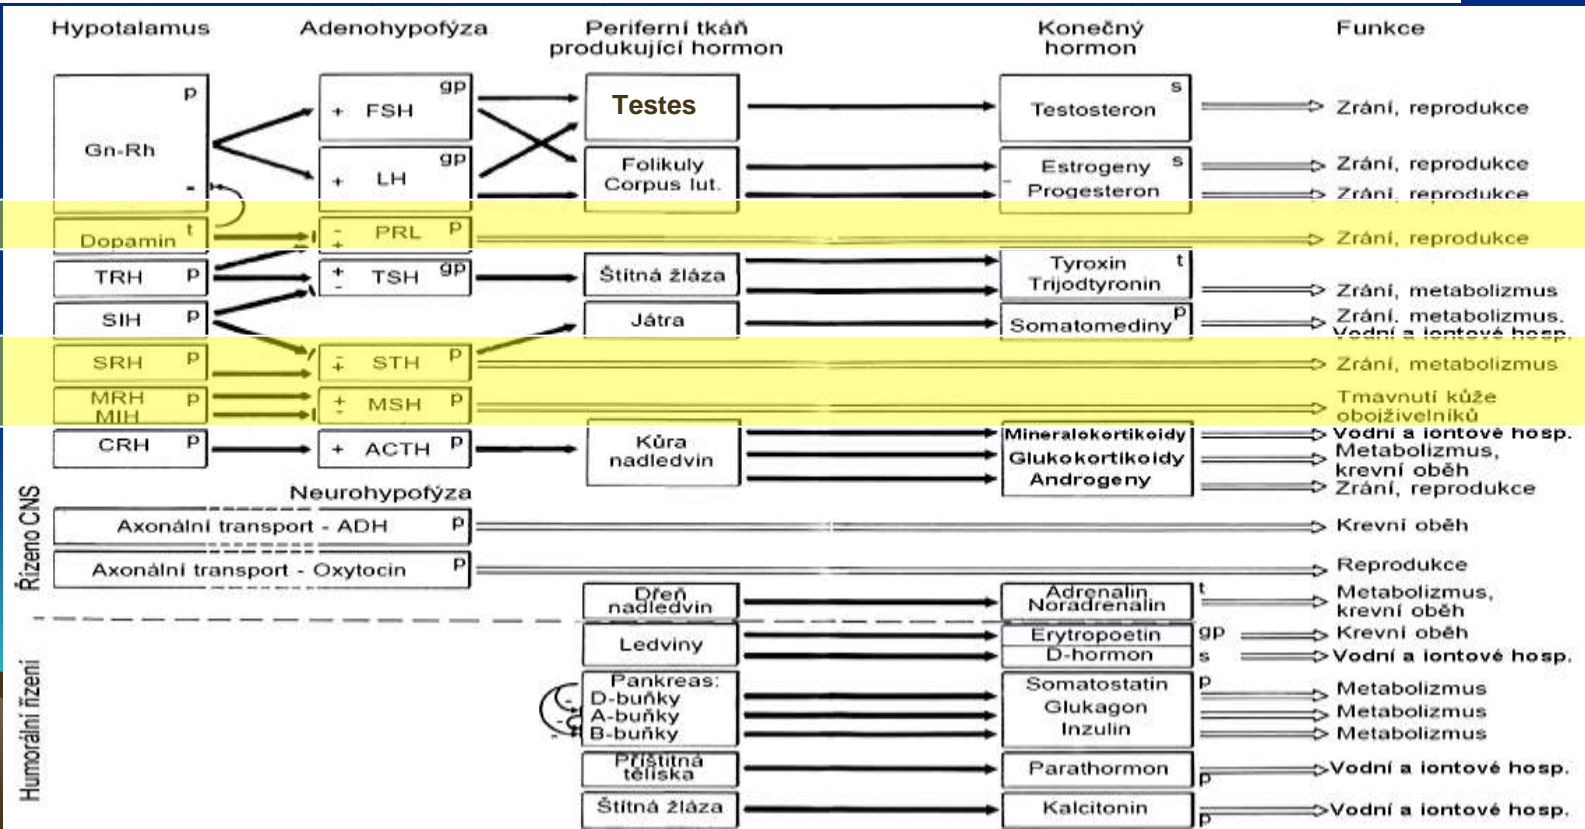 Hypotalamus
Adenohypofýza
Periferní tkáň
produkující hormon
Konečný
hormon
Funkce
p
Gn-Rh
-
+ FSH gp
Testes
Testosteron s
Zrání, reprodukce
+ LH gp
Folikuly
Corpus lut.
Estrogeny s
- Progesteron
Zrání, reprodukce
Zrání, reprodukce
Dopamin t
-
+
PRL p
Zrání, reprodukce
TRH p
+
-
TSH gp
Štítná žláza
Tyroxin t
Trijodtyronin
Zrání, metabolizmus
SIH p
Játra
Somatomediny p
Zrání. metabolizmus.
Vodní a iontové hosp.
SRH p
-
+
STH p
Zrání, metabolizmus
MRH p
MIH
+
-
MSH p
Tmavnutí kůže
obojživelníků
CRH p
+ ACTH p
Kůra
nadledvin
Mineralokortikoidy
Glukokortikoidy
Androgeny
Vodní a iontové hosp.
Metabolizmus,
krevní oběh
Zrání, reprodukce
Řízeno CNS
Neurohypofýza
Axonální transport - ADH p
Krevní oběh
Axonální transport - Oxytocin p
Reprodukce
Dřeň
nadledvin
Adrenalin t
Noradrenalin
Metabolizmus,
krevní oběh
Humorální řízení
Ledviny
Erytropoetin gp
D-hormon s
Krevní oběh
Vodní a iontové hosp.
Pankreas:
D-buňky
A-buňky
B-buňky
-
-
-
Somatostatin p
Glukagon
Inzulin
Metabolizmus
Metabolizmus
Metabolizmus
Příštitná
tělíska
Parathormon p
Vodní a iontové hosp.
Štítná žláza
Kalcitonin p
Vodní a iontové hosp.